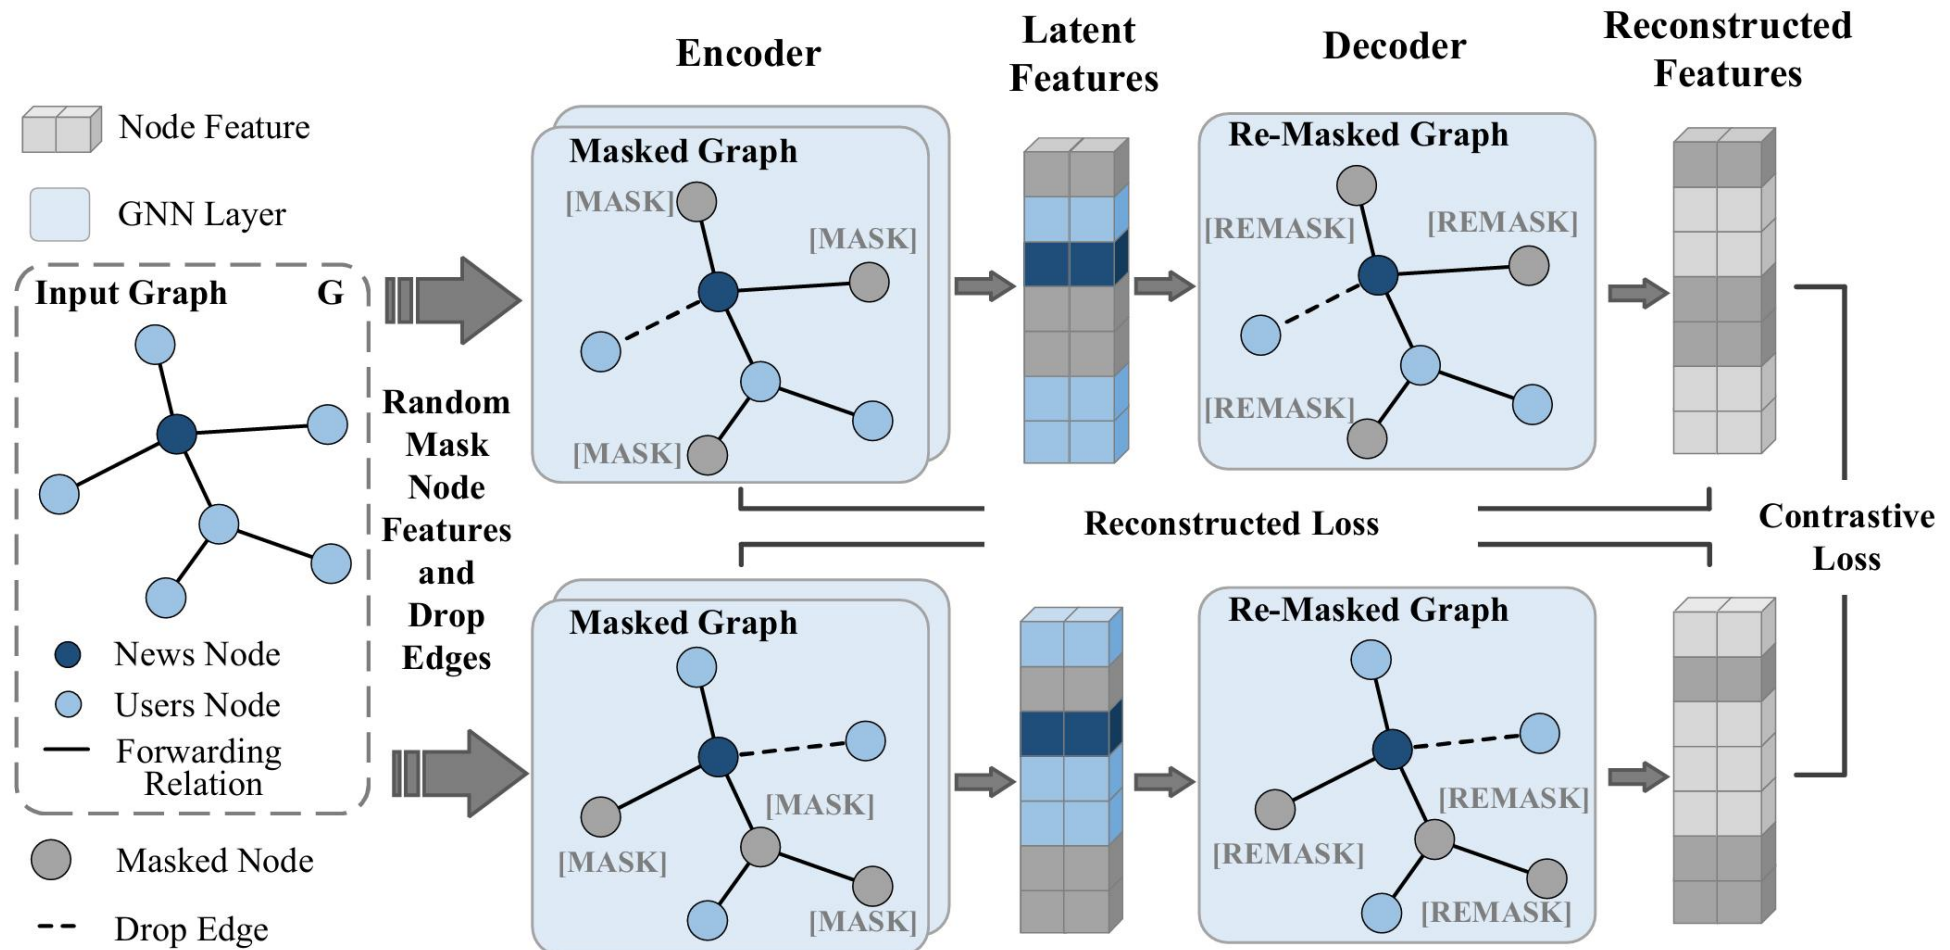 Node Feature
GNN Layer
Input Graph G
News Node
Users Node
Forwarding
Relation
Masked Node
Drop Edge
Random
Mask
Node
Features
and
Drop
Edges
Encoder
Masked Graph
[MASK]
[MASK]
[MASK]
Latent
Features
Decoder
Re-Masked Graph
[REMASK]
[REMASK]
[REMASK]
Reconstructed
Features
Reconstructed Loss
Contrastive
Loss
Masked Graph
[MASK]
[MASK]
[MASK]
Re-Masked Graph
[REMASK]
[REMASK]
[REMASK]